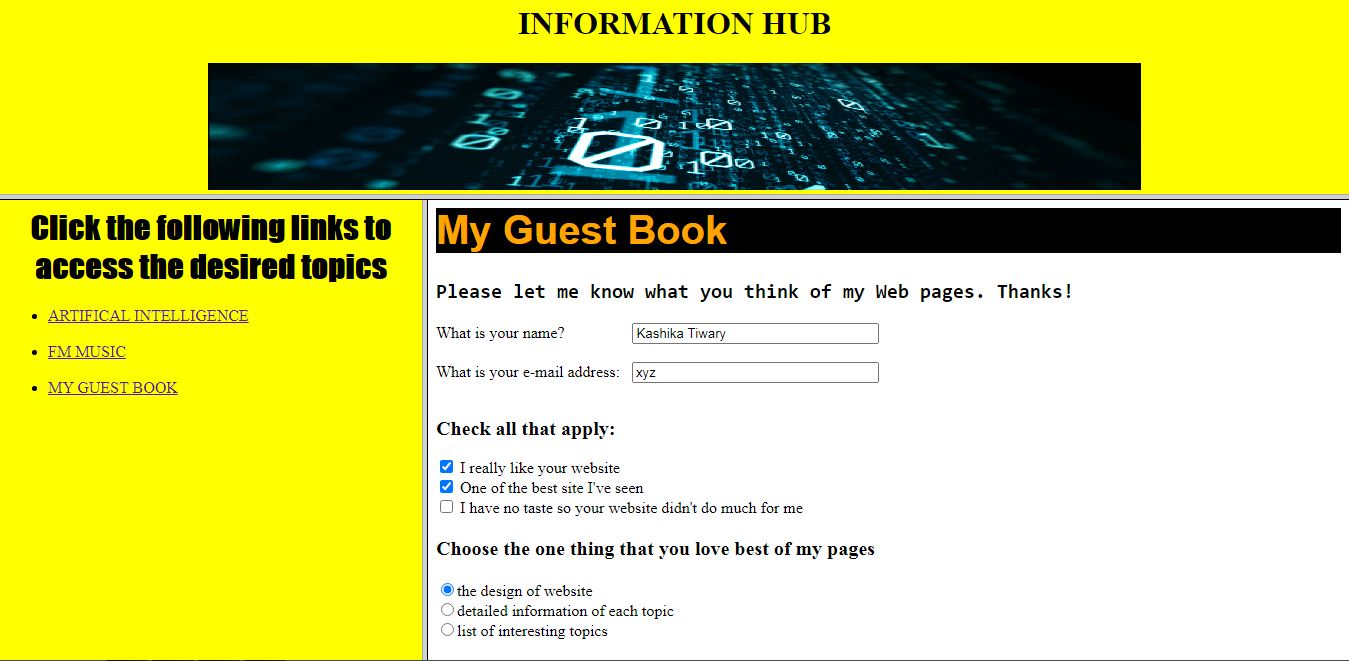 INFORMATION HUB
Click the following links to
access the desired topics
ARTIFICAL INTELLIGENCE
FM MUSIC
MY GUEST BOOK
My Guest Book
Please let me know what you think of my Web pages. Thanks!
What is your name? Kashika Tiwary
What is your e-mail address: xyz
Check all that apply:
I really like your website
One of the best site I've seen
I have no taste so your website didn't do much for me
Choose the one thing that you love best of my pages
the design of website
detailed information of each topic
list of interesting topics